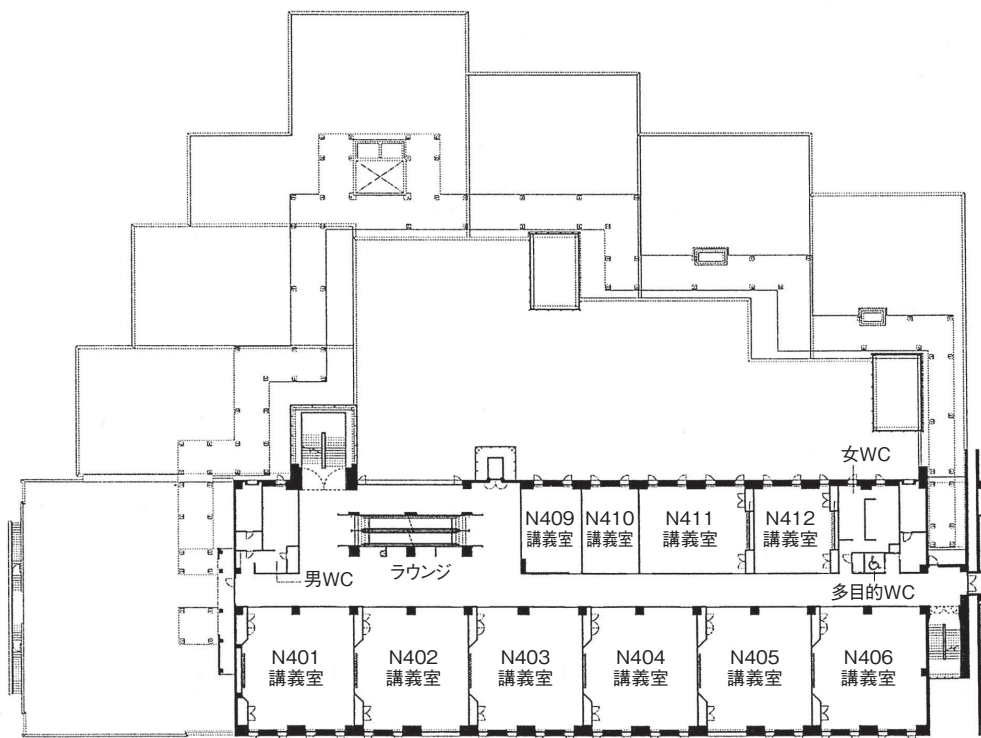 女WC
N409
講義室
N410
講義室
N411
講義室
N412
講義室
男WC
ラウンジ
多目的WC
N401
講義室
N402
講義室
N403
講義室
N404
講義室
N405
講義室
N406
講義室